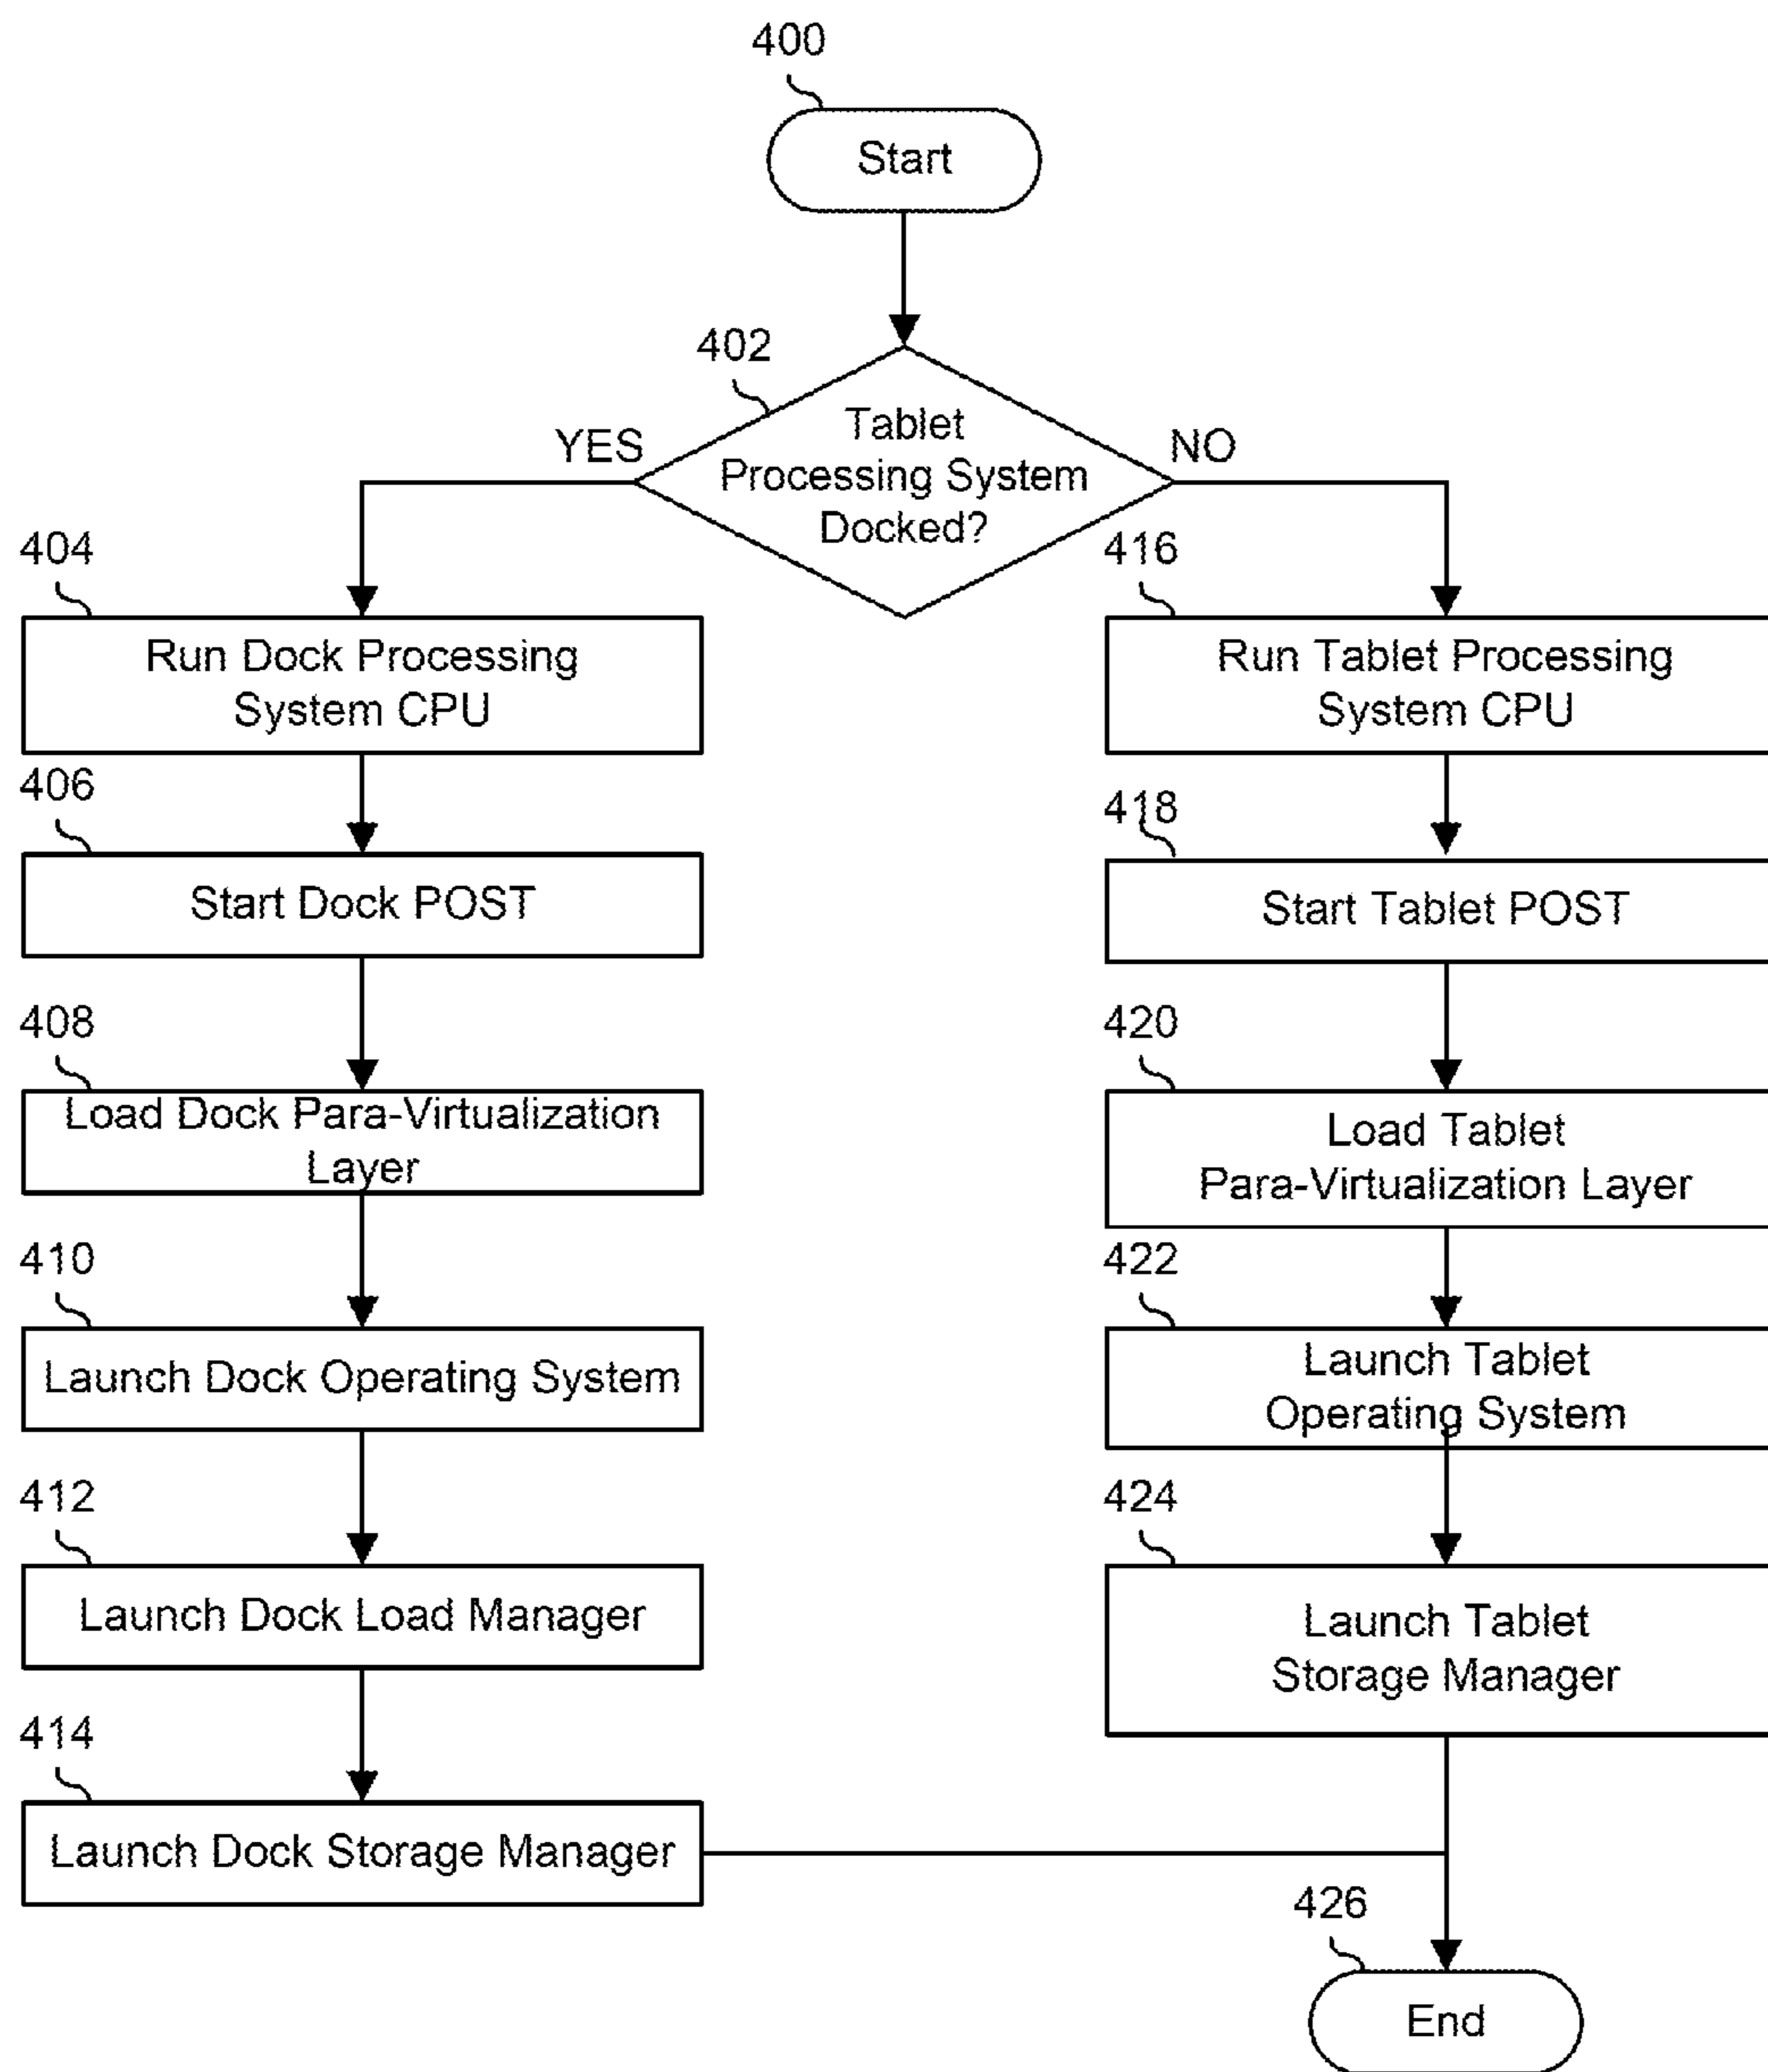 400
Start
402
Tablet
Processing System
Docked?
YES
NO
404
Run Dock Processing
System CPU
406
Start Dock POST
408
Load Dock Para-Virtualization
Layer
410
Launch Dock Operating System
412
Launch Dock Load Manager
414
Launch Dock Storage Manager
416
Run Tablet Processing
System CPU
418
Start Tablet POST
420
Load Tablet
Para-Virtualization Layer
422
Launch Tablet
Operating System
424
Launch Tablet
Storage Manager
426
End